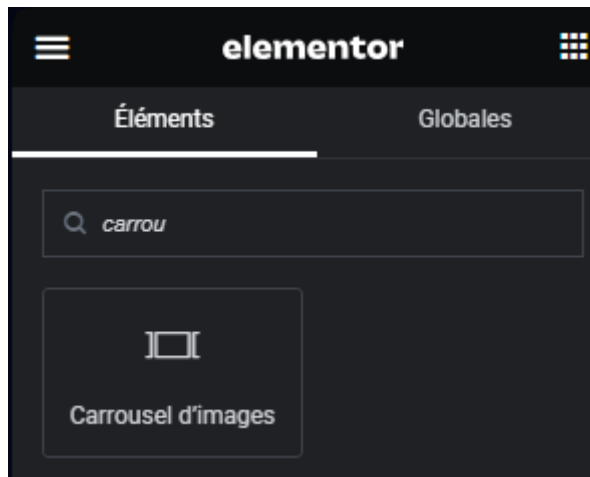 elementor
Éléments
Globales
carrou
Carrousel d'images